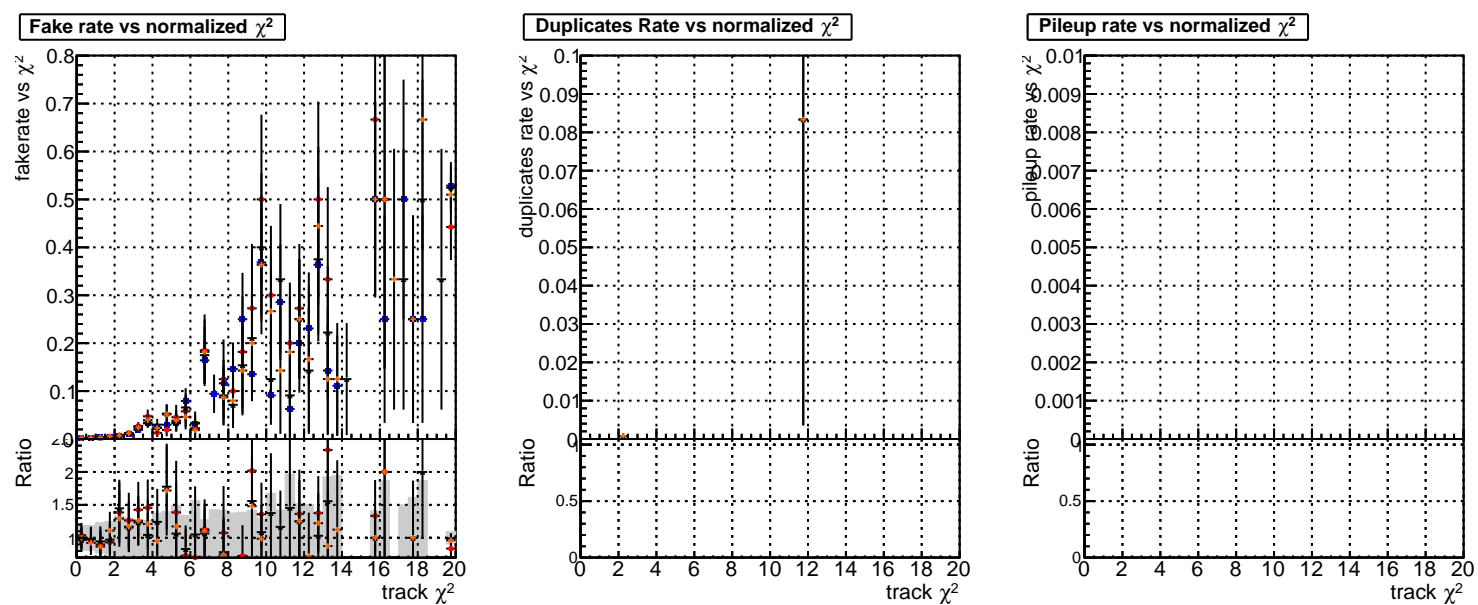 Fake rate vs normalized χ²
fakerate vs χ²
0.8
0.7
0.6
0.5
0.4
0.3
0.2
0.1
0
Ratio
2
1.5
1
0 2 4 6 8 10 12 14 16 18 20
track χ²
Duplicates Rate vs normalized χ²
duplicates rate vs χ²
0.1
0.09
0.08
0.07
0.06
0.05
0.04
0.03
0.02
0.01
0
Ratio
1
0.5
0
0 2 4 6 8 10 12 14 16 18 20
track χ²
Pileup rate vs normalized χ²
pileup rate vs χ²
0.01
0.009
0.008
0.007
0.006
0.005
0.004
0.003
0.002
0.001
0
Ratio
1
0.5
0
0 2 4 6 8 10 12 14 16 18 20
track χ²